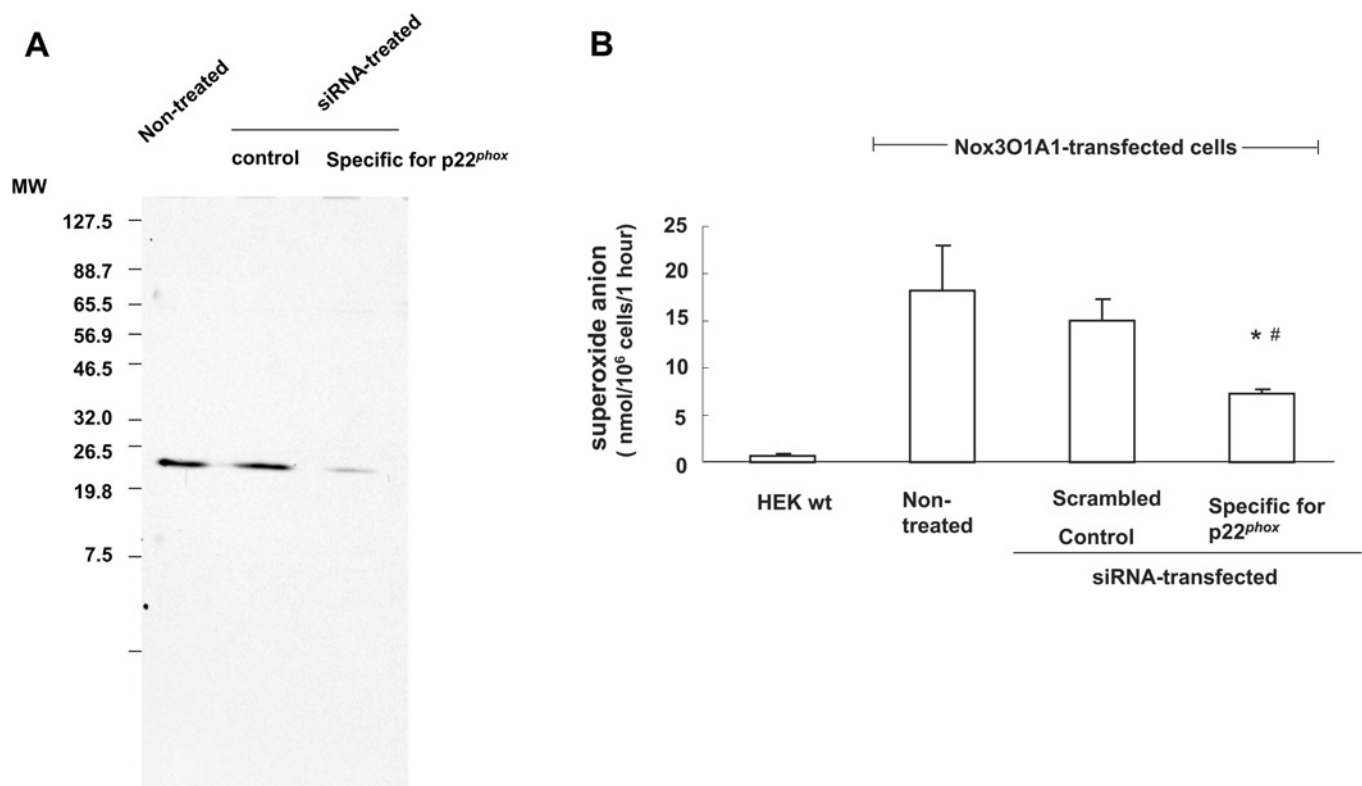 A
Non-treated
siRNA-treated
control
Specific for p22phox
MW
127.5
88.7
65.5
56.9
46.5
32.0
26.5
19.8
7.5
B
Nox3O1A1-transfected cells
superoxide anion
( nmol/10⁶ cells/1 hour)
25
20
15
10
5
0
* #
HEK wt
Non-
treated
Scrambled
Control
Specific for
p22phox
siRNA-transfected